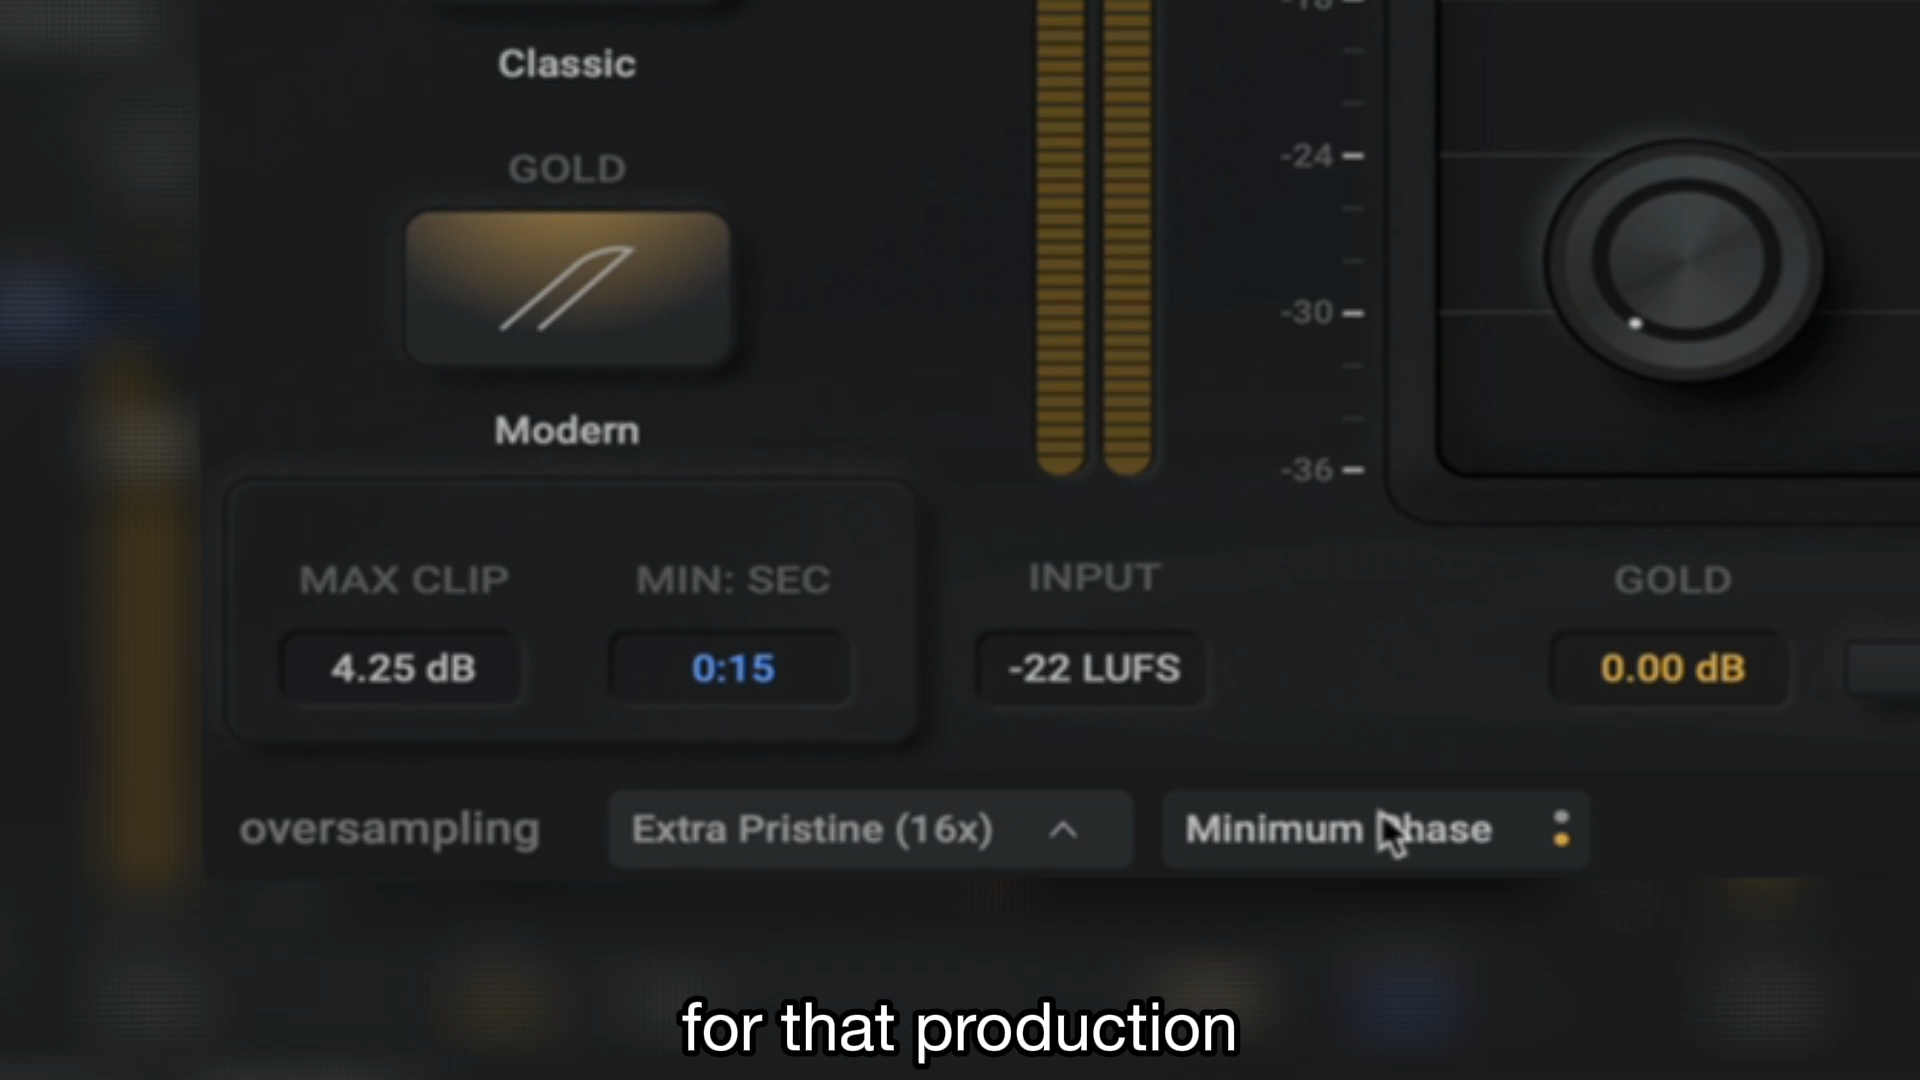 Classic
GOLD
Modern
MAX CLIP
MIN: SEC
4.25 dB
0:15
INPUT
-22 LUFS
-18
-24
-30
-36
GOLD
0.00 dB
oversampling
Extra Pristine (16x)
Minimum Phase
for that production